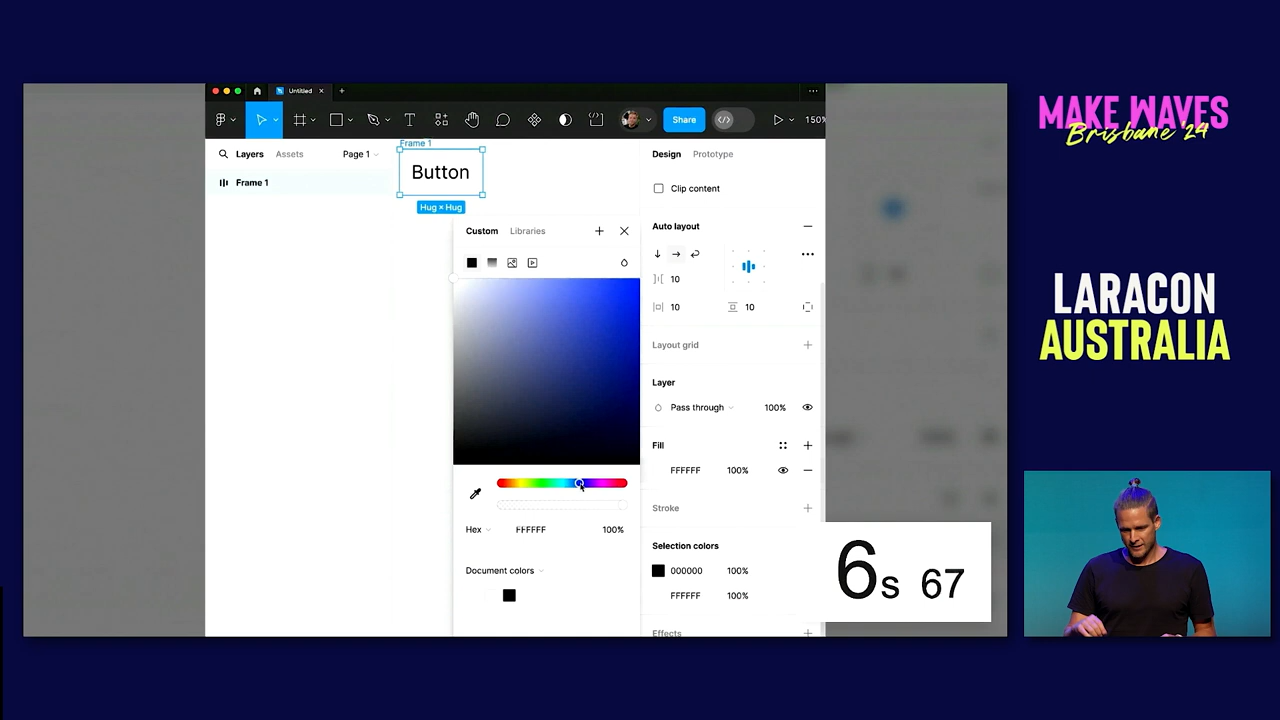 Untitled
Share
150%
Layers
Assets
Page 1
Frame 1
Frame 1
Button
Hug × Hug
Custom
Libraries
Hex
FFFFFF
100%
Document colors
Design
Prototype
Clip content
Auto layout
10
10
10
Layout grid
Layer
Pass through
100%
Fill
FFFFFF
100%
Stroke
Selection colors
000000
100%
FFFFFF
100%
Effects
6s 67
MAKE WAVES
Brisbane '24
LARACON
AUSTRALIA